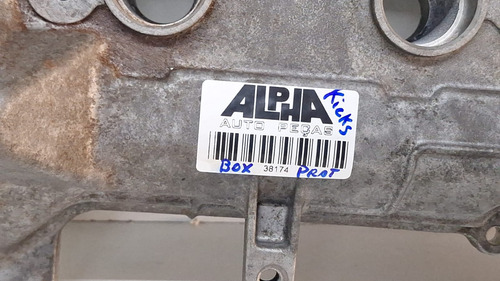 ALPHA
Kicks
AUTO PEÇAS
BOX 38174 PROT